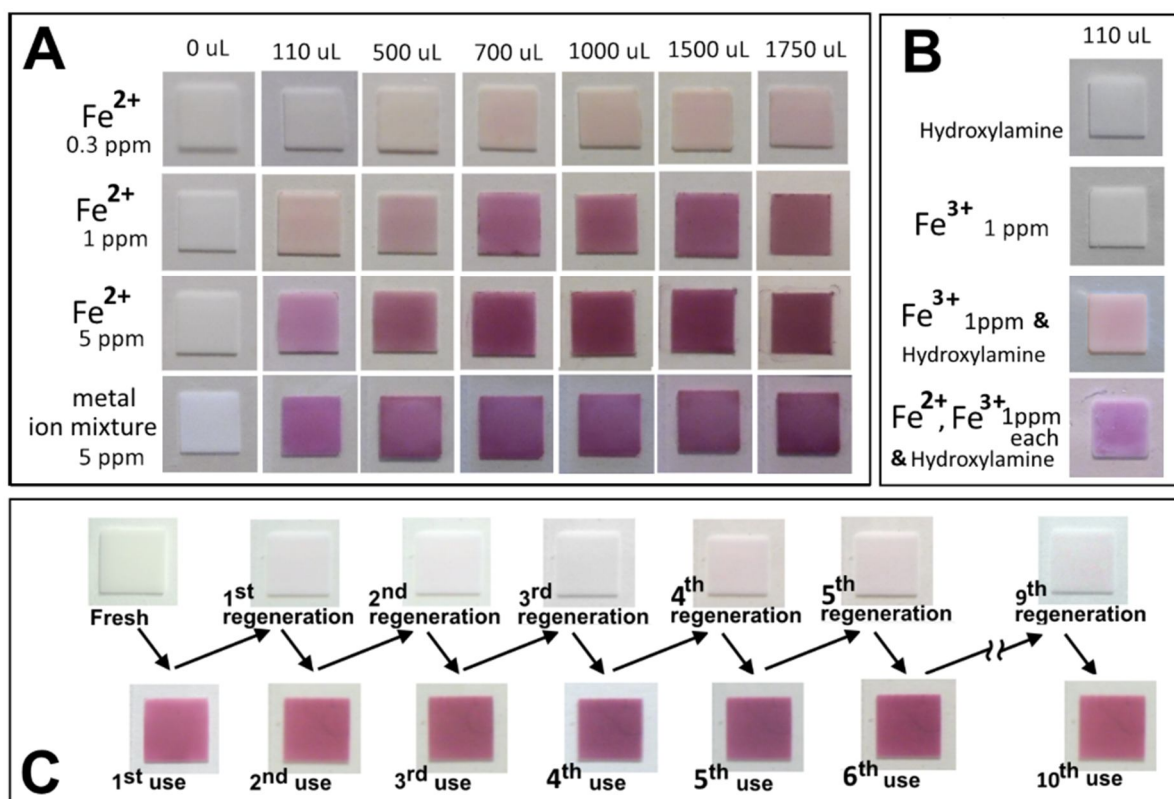 A
0 uL 110 uL 500 uL 700 uL 1000 uL 1500 uL 1750 uL
Fe2+
0.3 ppm
Fe2+
1 ppm
Fe2+
5 ppm
metal
ion mixture
5 ppm
B
110 uL
Hydroxylamine
Fe3+ 1 ppm
Fe3+ 1ppm &
Hydroxylamine
Fe2+, Fe3+ 1ppm
each
& Hydroxylamine
Fresh
1st
regeneration
2nd
regeneration
3rd
regeneration
4th
regeneration
5th
regeneration
9th
regeneration
C
1st use 2nd use 3rd use 4th use 5th use 6th use 10th use